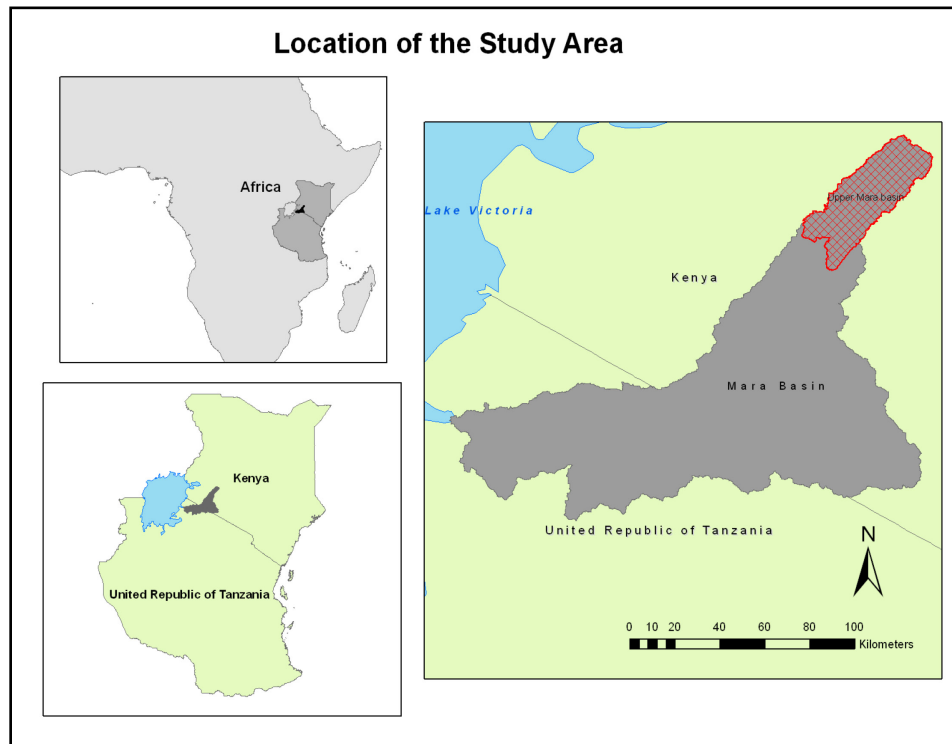 Location of the Study Area
Africa
Kenya
United Republic of Tanzania
Lake Victoria
Upper Mara basin
Kenya
Mara Basin
United Republic of Tanzania
N
0 10 20 40 60 80 100
Kilometers